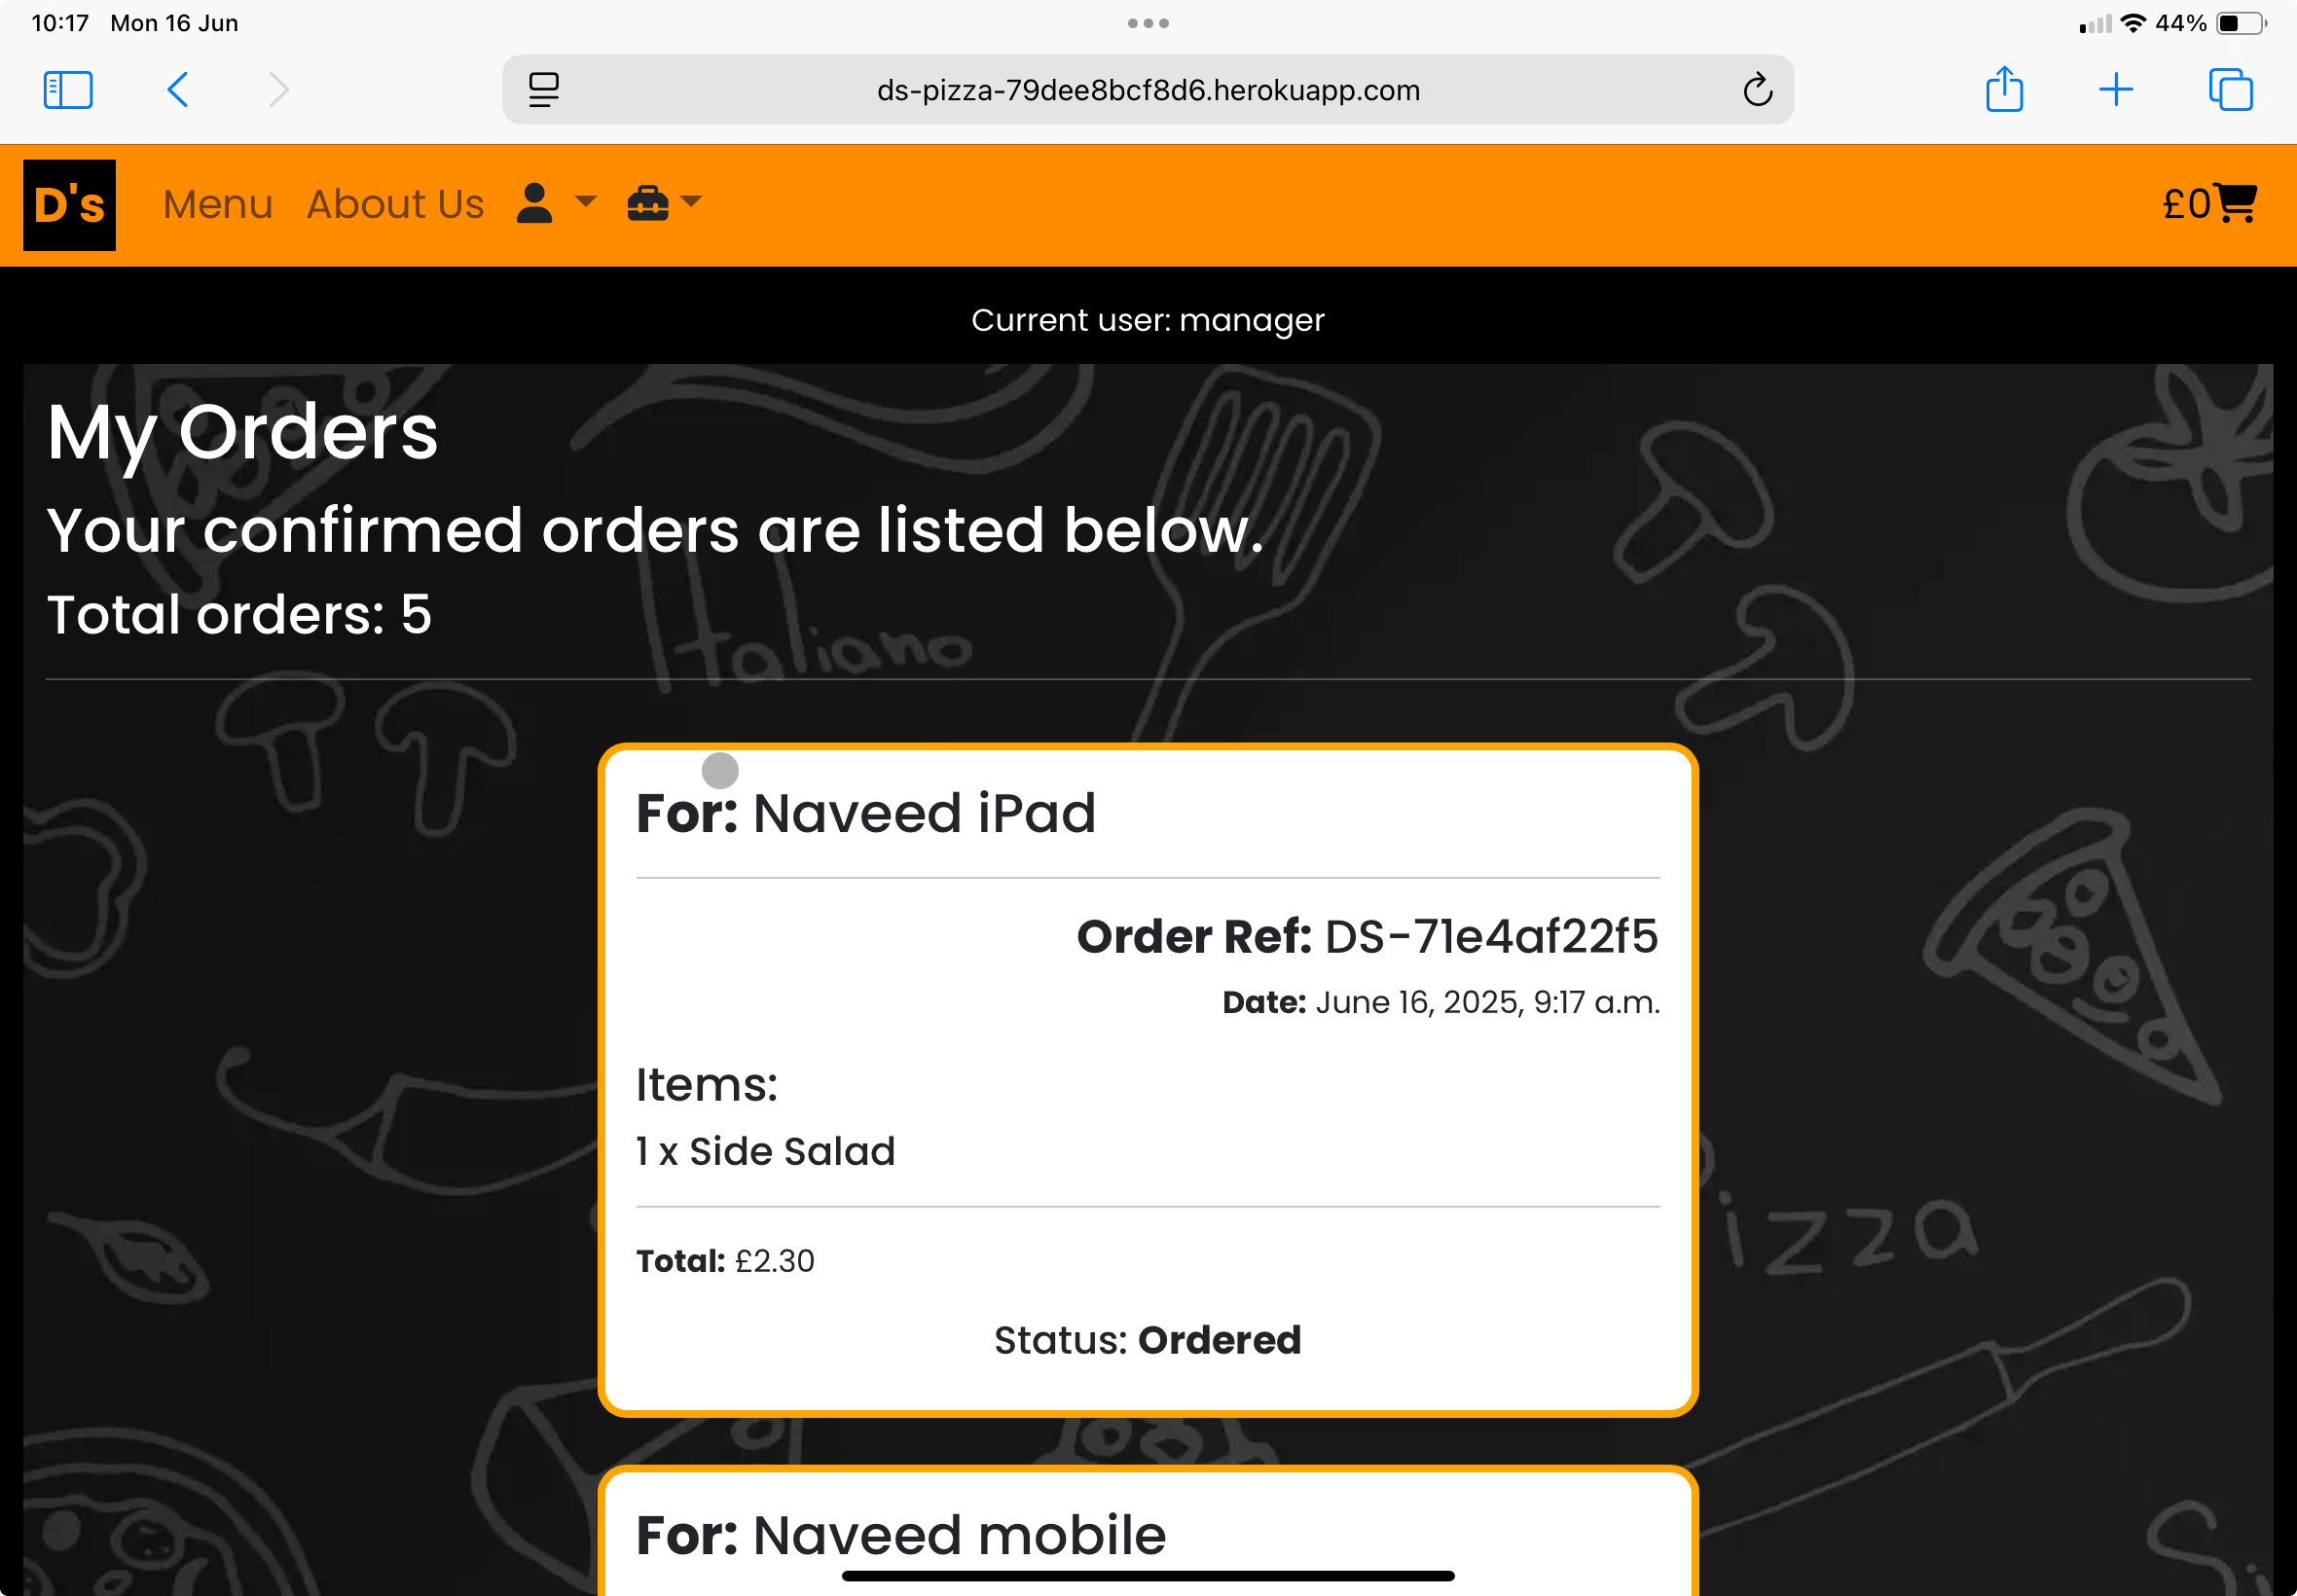 10:17 Mon 16 Jun
44%
ds-pizza-79dee8bcf8d6.herokuapp.com
D's Menu About Us £0
Current user: manager
My Orders
Your confirmed orders are listed below.
Total orders: 5
Italiano
For: Naveed iPad
Order Ref: DS-71e4af22f5
Date: June 16, 2025, 9:17 a.m.
Items:
1 x Side Salad
Total: £2.30
Status: Ordered
izza
For: Naveed mobile